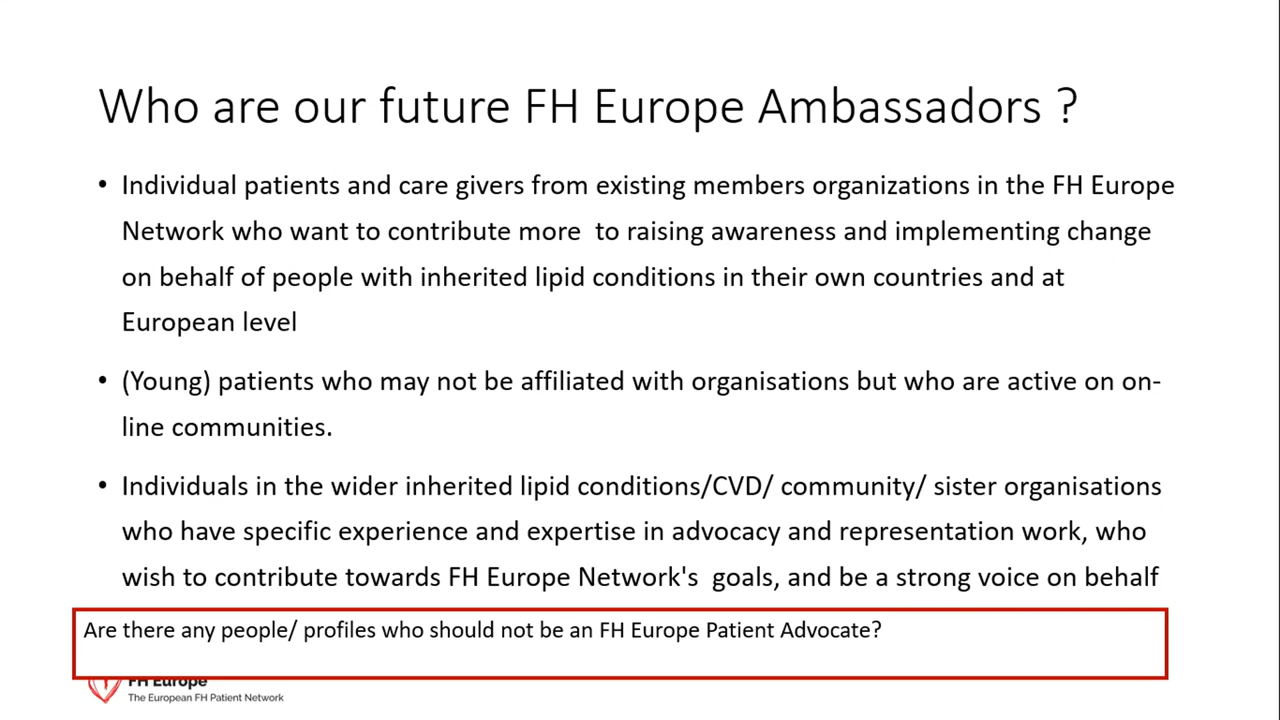 Who are our future FH Europe Ambassadors ?
• Individual patients and care givers from existing members organizations in the FH Europe
Network who want to contribute more  to raising awareness and implementing change
on behalf of people with inherited lipid conditions in their own countries and at
European level
• (Young) patients who may not be affiliated with organisations but who are active on on-
line communities.
• Individuals in the wider inherited lipid conditions/CVD/ community/ sister organisations
who have specific experience and expertise in advocacy and representation work, who
wish to contribute towards FH Europe Network's  goals, and be a strong voice on behalf
Are there any people/ profiles who should not be an FH Europe Patient Advocate?
FH Europe
The European FH Patient Network